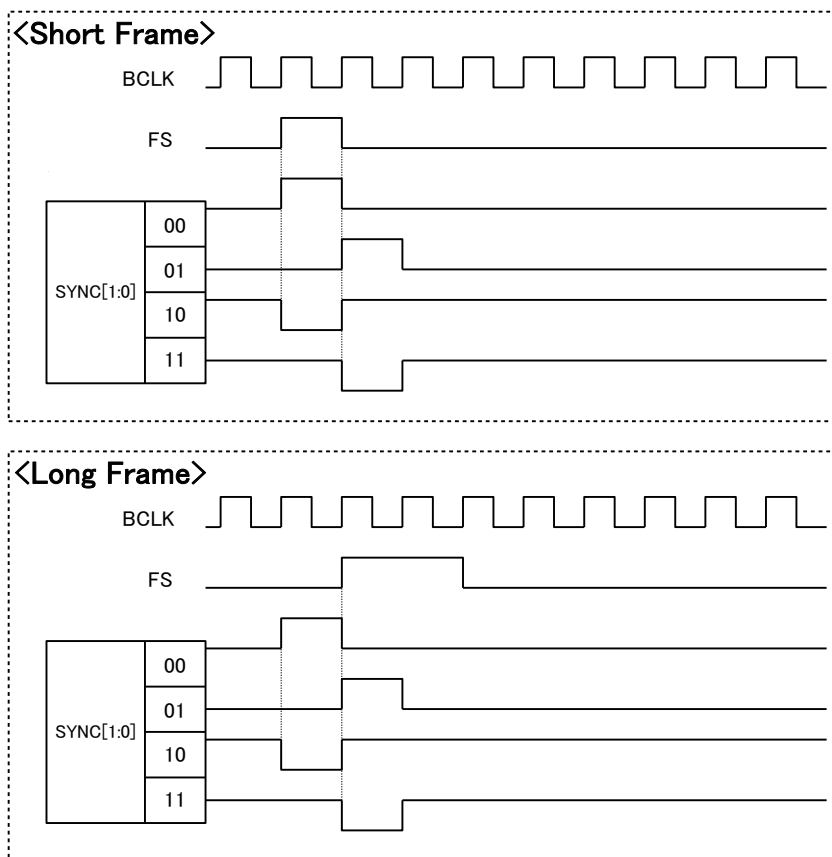 <Short Frame>
BCLK
FS
00
01
SYNC[1:0]
10
11
<Long Frame>
BCLK
FS
00
01
SYNC[1:0]
10
11